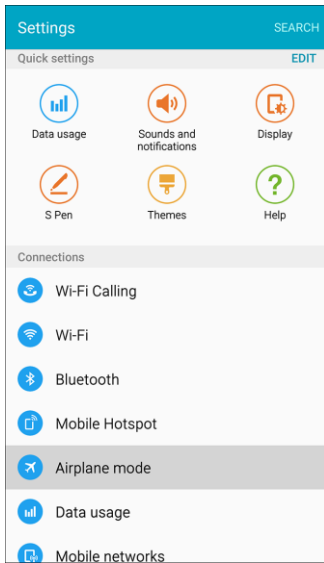 Settings SEARCH
Quick settings EDIT
Data usage Sounds and notifications Display
S Pen Themes Help
Connections
Wi-Fi Calling
Wi-Fi
Bluetooth
Mobile Hotspot
Airplane mode
Data usage
Mobile networks